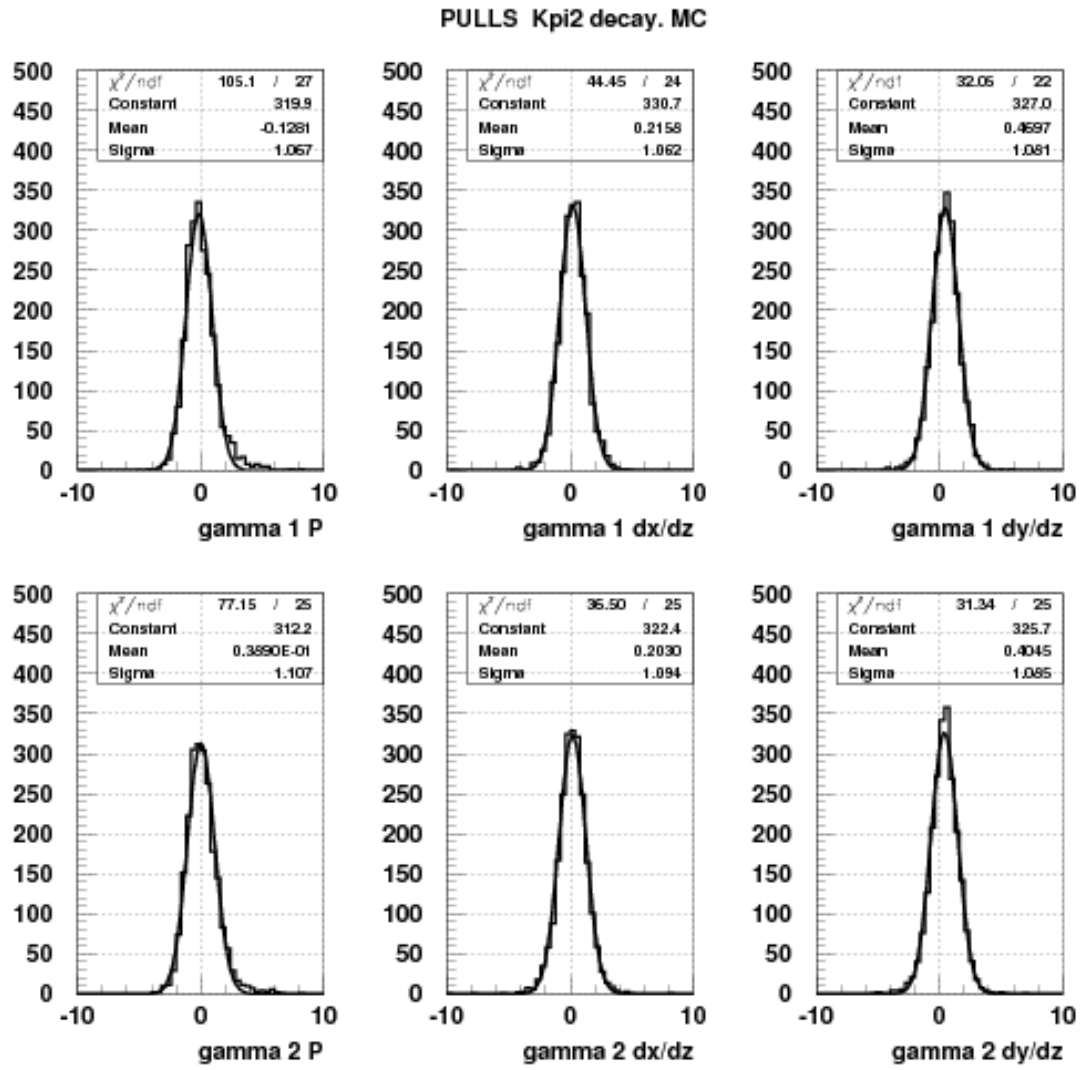 PULLS Kpi2 decay. MC
500
450
400
350
300
250
200
150
100
50
0
-10
0
10
χ²/ndf 105.1 / 27
Constant 319.9
Mean -0.1281
Sigma 1.067
gamma 1 P
500
450
400
350
300
250
200
150
100
50
0
-10
0
10
χ²/ndf 44.45 / 24
Constant 330.7
Mean 0.2158
Sigma 1.062
gamma 1 dx/dz
500
450
400
350
300
250
200
150
100
50
0
-10
0
10
χ²/ndf 32.05 / 22
Constant 327.0
Mean 0.4697
Sigma 1.081
gamma 1 dy/dz
500
450
400
350
300
250
200
150
100
50
0
-10
0
10
χ²/ndf 77.15 / 25
Constant 312.2
Mean 0.3890E-01
Sigma 1.107
gamma 2 P
500
450
400
350
300
250
200
150
100
50
0
-10
0
10
χ²/ndf 36.50 / 25
Constant 322.4
Mean 0.2030
Sigma 1.094
gamma 2 dx/dz
500
450
400
350
300
250
200
150
100
50
0
-10
0
10
χ²/ndf 31.34 / 25
Constant 325.7
Mean 0.4045
Sigma 1.085
gamma 2 dy/dz